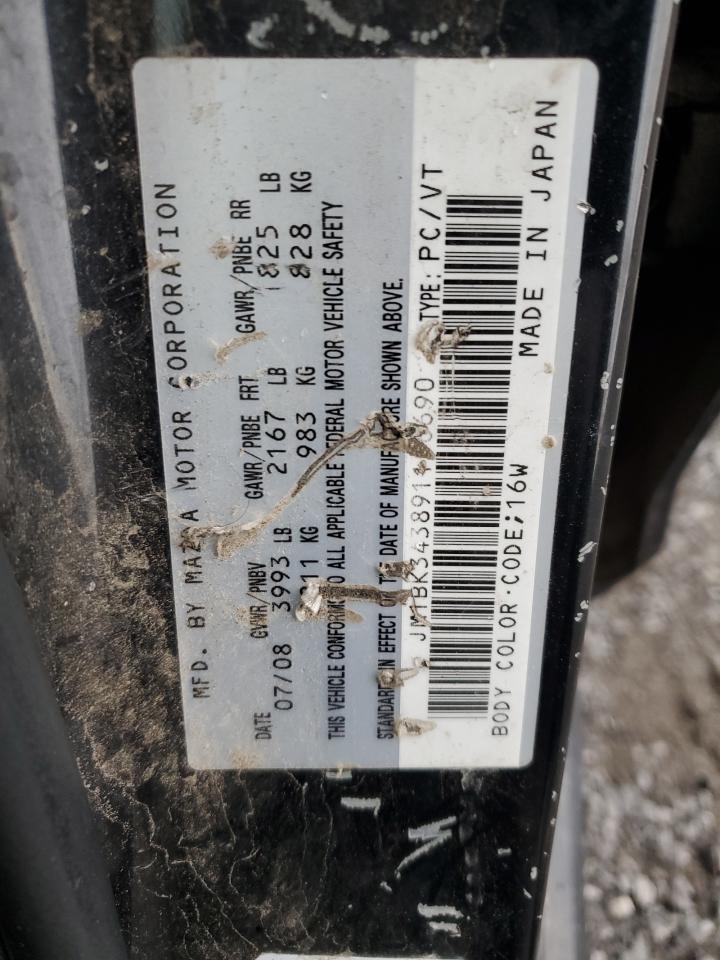 MFD. BY MAZDA MOTOR CORPORATION
DATE GVWR/PNBV GAWR/PNBE FRT GAWR/PNBE RR
07/08 3993 LB 2167 LB 1825 LB
KG 983 KG 828 KG
THIS VEHICLE CONFORMS TO ALL APPLICABLE FEDERAL MOTOR VEHICLE SAFETY
STANDARDS IN EFFECT ON THE DATE OF MANUFACTURE SHOWN ABOVE.
TYPE: PC/VT
BODY COLOR·CODE;16W MADE IN JAPAN